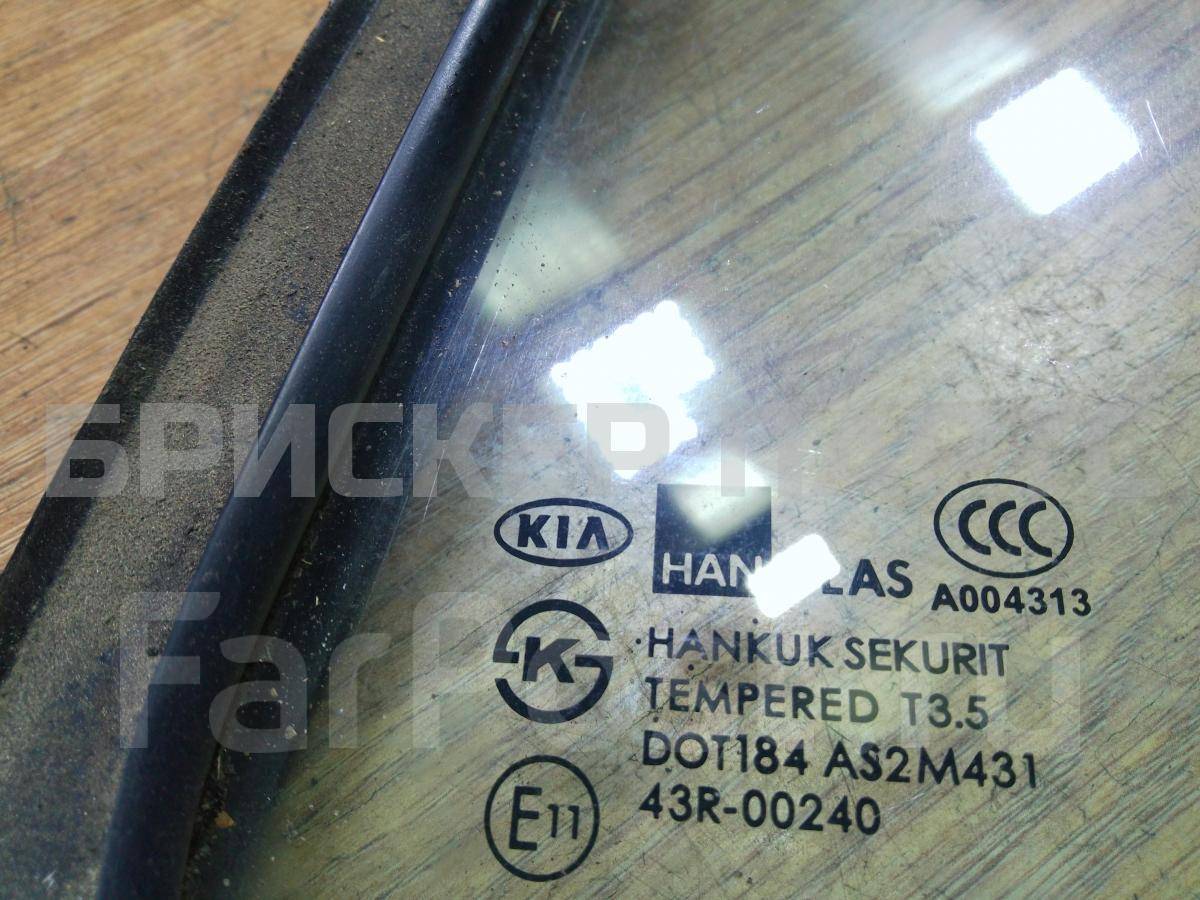 KIA
CCC
A004313
K
HANKUK SEKURIT
TEMPERED T3.5
DOT184 AS2M431
43R-00240
E11